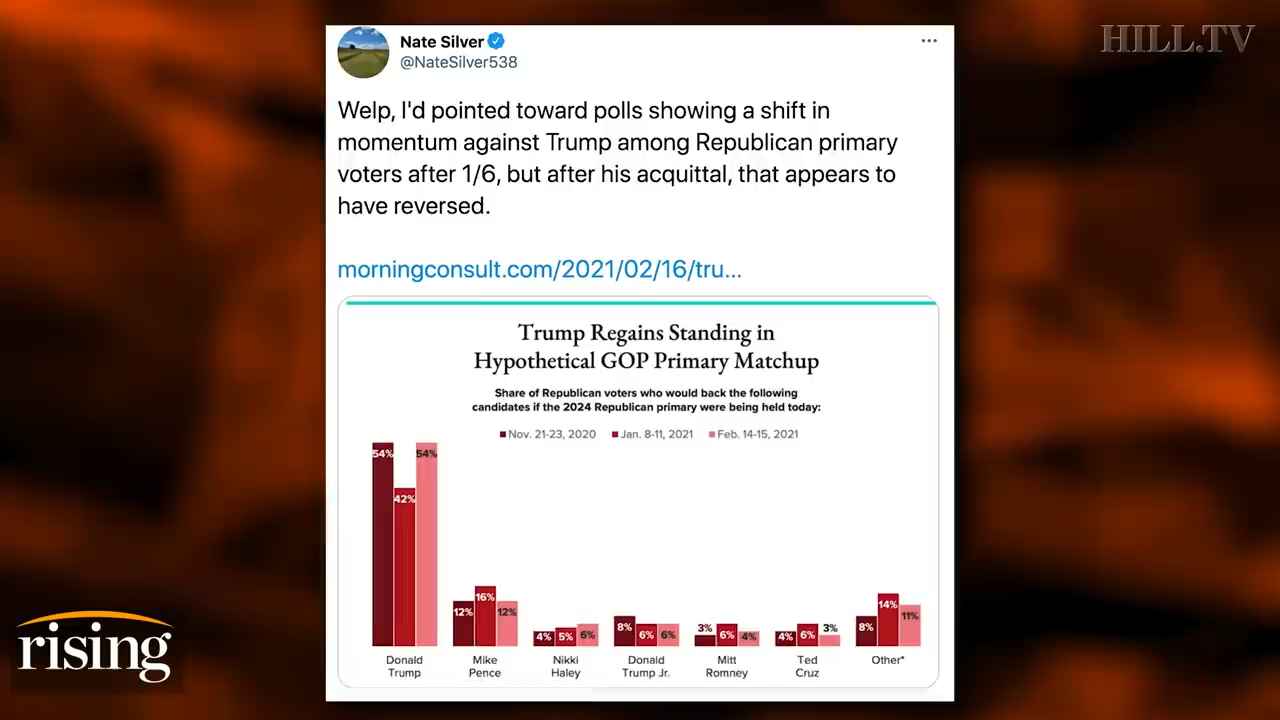 HILL.TV
Nate Silver
@NateSilver538
Welp, I'd pointed toward polls showing a shift in
momentum against Trump among Republican primary
voters after 1/6, but after his acquittal, that appears to
have reversed.
morningconsult.com/2021/02/16/tru...
Trump Regains Standing in
Hypothetical GOP Primary Matchup
Share of Republican voters who would back the following
candidates if the 2024 Republican primary were being held today:
Nov. 21-23, 2020 Jan. 8-11, 2021 Feb. 14-15, 2021
54% 42% 54%
12% 16% 12%
4% 5% 6%
8% 6% 6%
3% 6% 4%
4% 6% 3%
8% 14% 11%
Donald
Trump
Mike
Pence
Nikki
Haley
Donald
Trump Jr.
Mitt
Romney
Ted
Cruz
Other*
rising